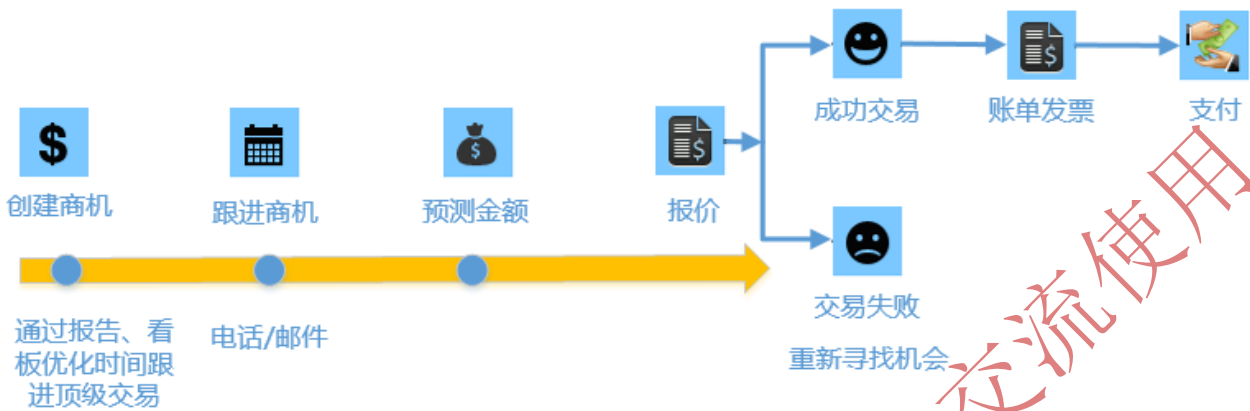 成功交易
账单发票
支付
创建商机
跟进商机
预测金额
报价
通过报告、看
板优化时间跟
进顶级交易
电话/邮件
交易失败
重新寻找机会
交流使用